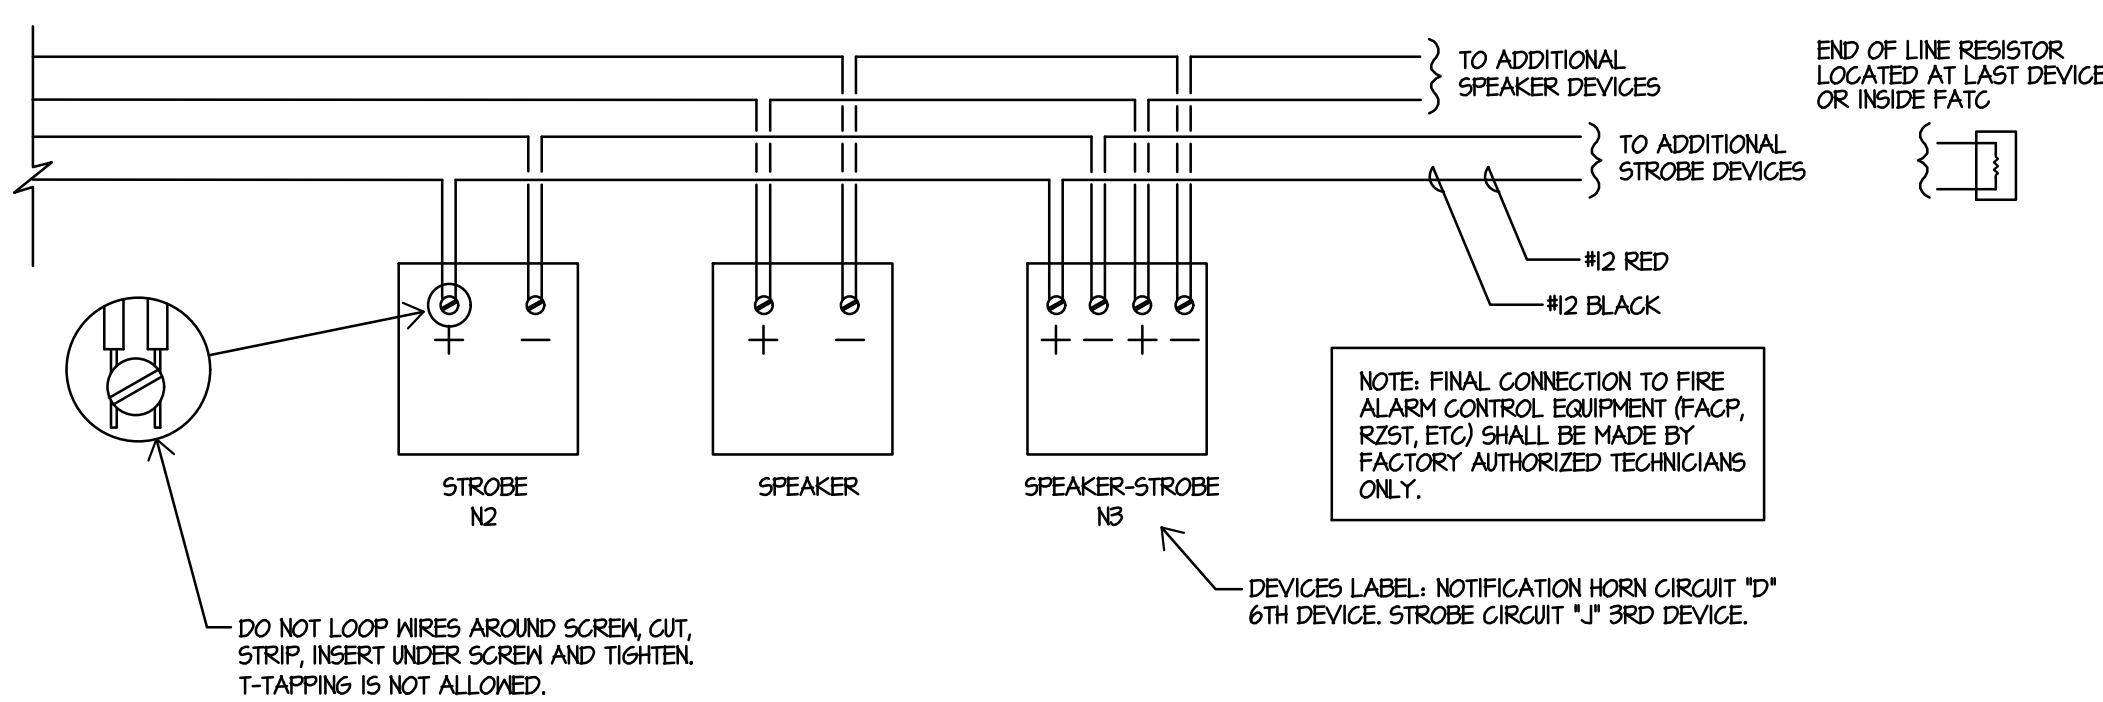 TO ADDITIONAL
SPEAKER DEVICES
END OF LINE RESISTOR
LOCATED AT LAST DEVICE
OR INSIDE FATC
TO ADDITIONAL
STROBE DEVICES
#12 RED
#12 BLACK
+ −
+ −
+ − + −
NOTE: FINAL CONNECTION TO FIRE
ALARM CONTROL EQUIPMENT (FACP,
RZST, ETC) SHALL BE MADE BY
FACTORY AUTHORIZED TECHNICIANS
ONLY.
STROBE
N2
SPEAKER
SPEAKER-STROBE
N3
DEVICES LABEL: NOTIFICATION HORN CIRCUIT "D"
6TH DEVICE. STROBE CIRCUIT "J" 3RD DEVICE.
DO NOT LOOP WIRES AROUND SCREW, CUT,
STRIP, INSERT UNDER SCREW AND TIGHTEN.
T-TAPPING IS NOT ALLOWED.